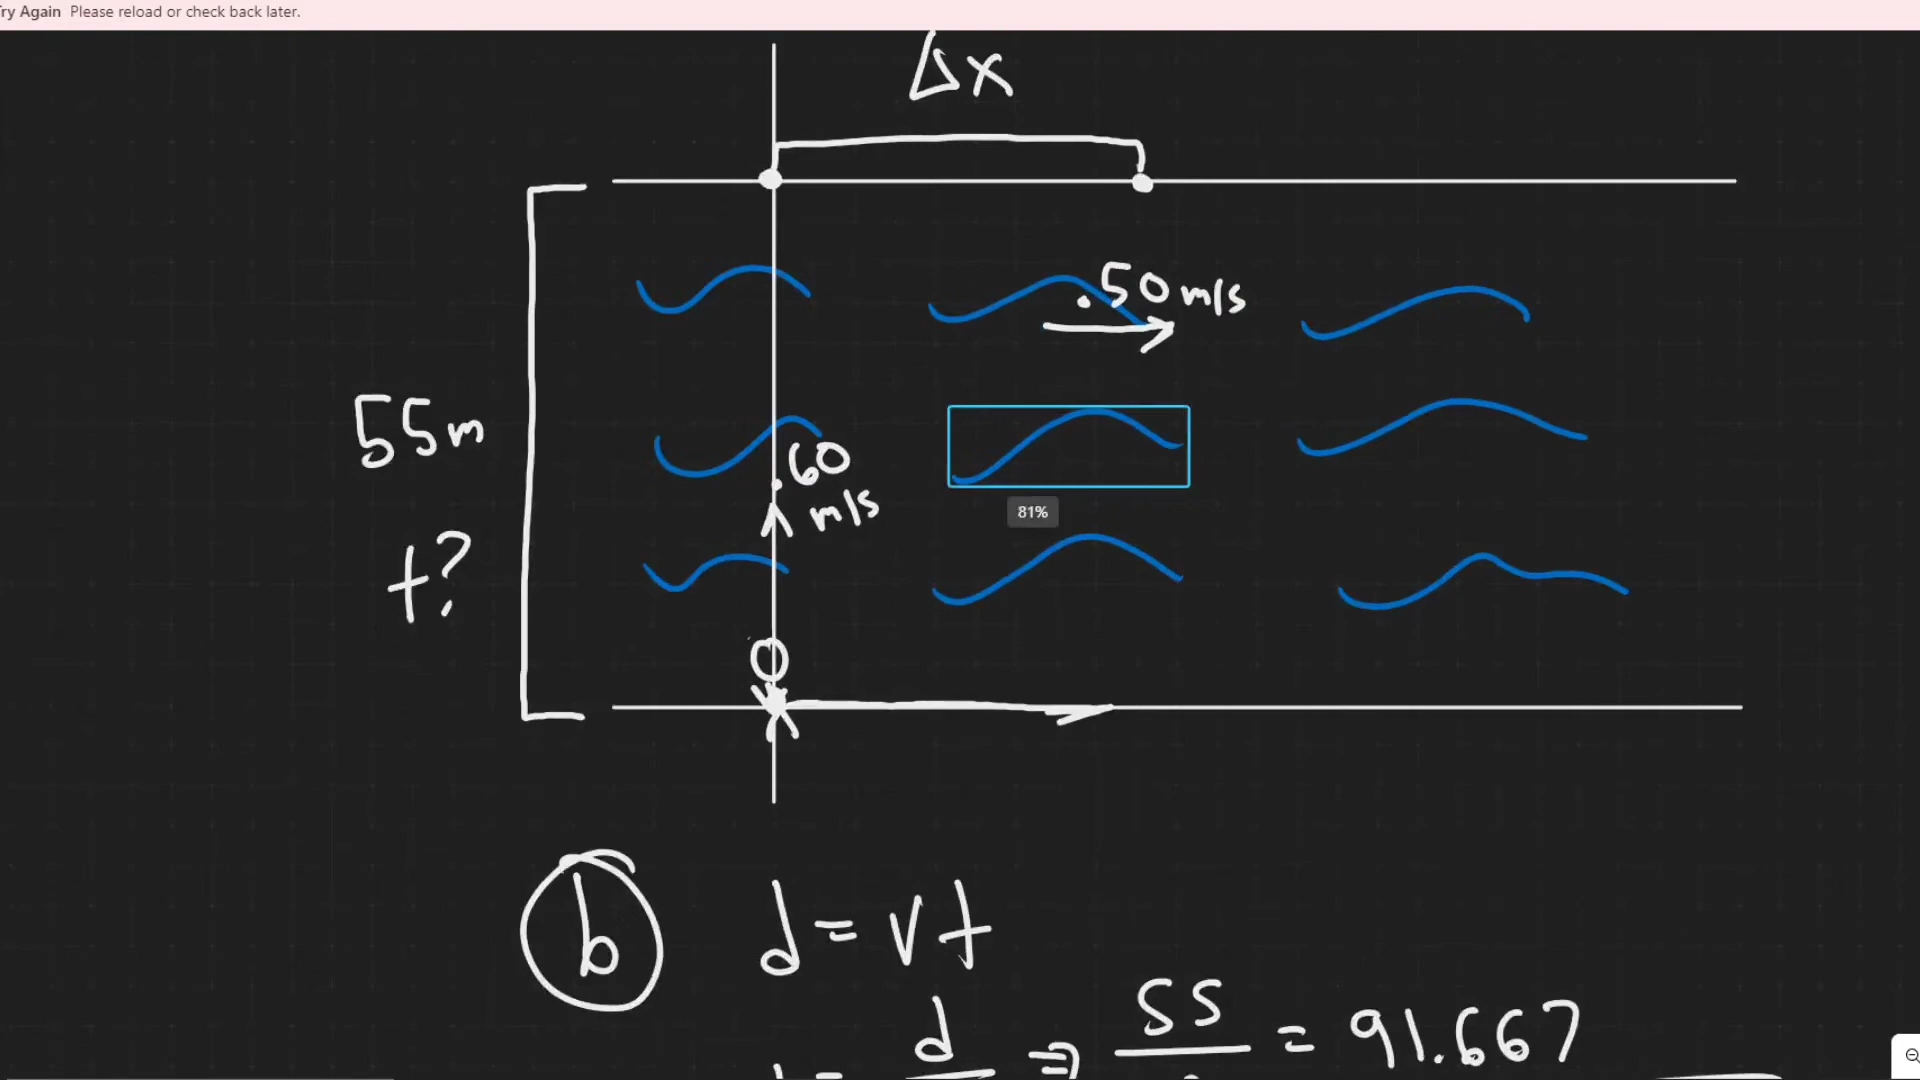 Try Again Please reload or check back later.
Δx
.50 m/s
55m
.60
m/s
81%
t?
b
d = vt
d ⇒ 55 = 91.667